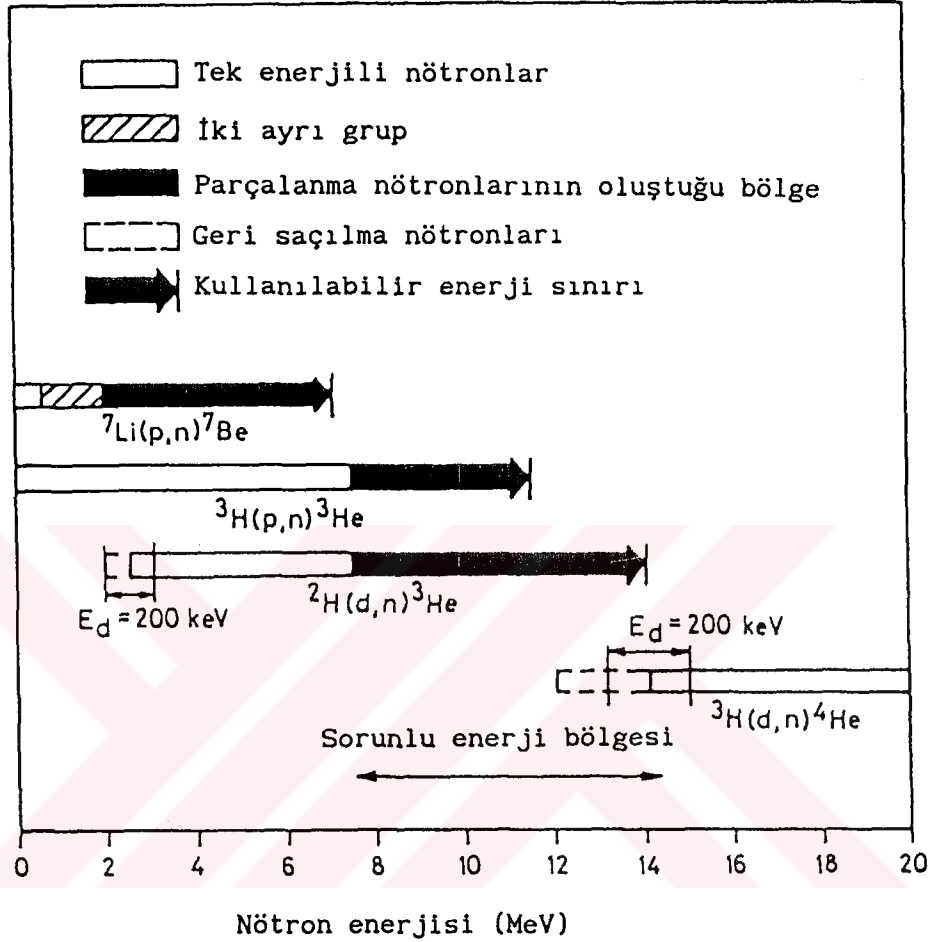 Tek enerjili nötronlar
İki ayrı grup
Parçalanma nötronlarının oluştuğu bölge
Geri saçılma nötronları
Kullanılabilir enerji sınırı
⁷Li(p,n)⁷Be
³H(p,n)³He
²H(d,n)³He
E_d = 200 keV
E_d = 200 keV
³H(d,n)⁴He
Sorunlu enerji bölgesi
0 2 4 6 8 10 12 14 16 18 20
Nötron enerjisi (MeV)